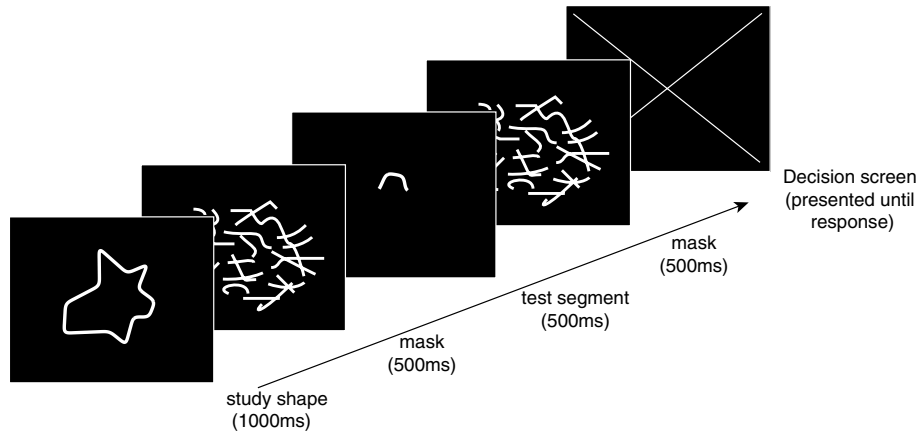 study shape
(1000ms)
mask
(500ms)
test segment
(500ms)
mask
(500ms)
Decision screen
(presented until
response)